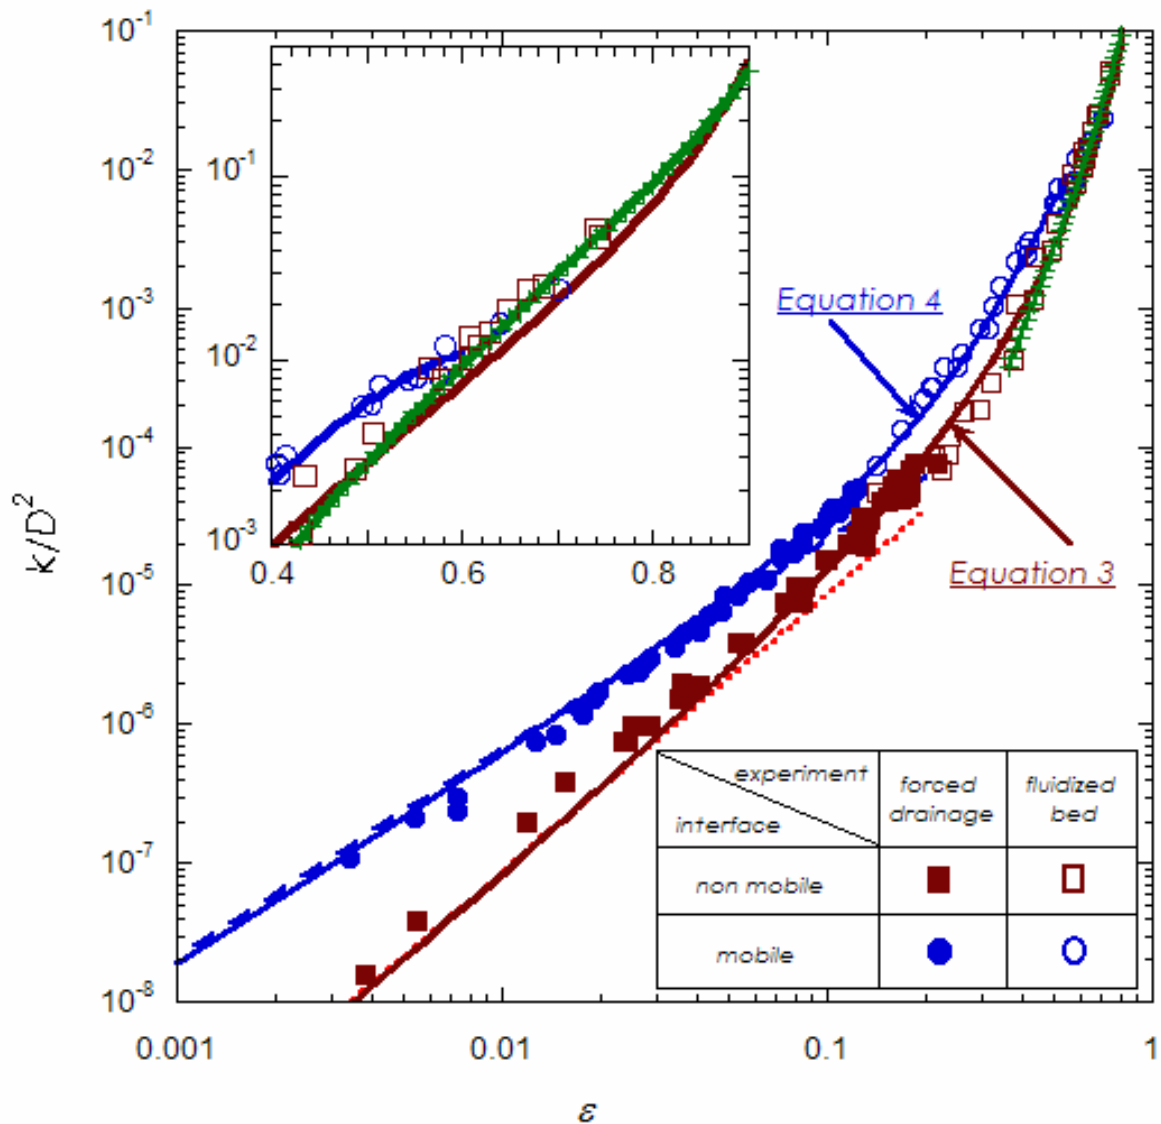 10^-1
10^-2
10^-3
10^-4
10^-5
10^-6
10^-7
10^-8
k/D^2
0.001
0.01
0.1
1
ε
10^-1
10^-2
10^-3
0.4
0.6
0.8
Equation 4
Equation 3
experiment
interface
forced
drainage
fluidized
bed
non mobile
mobile